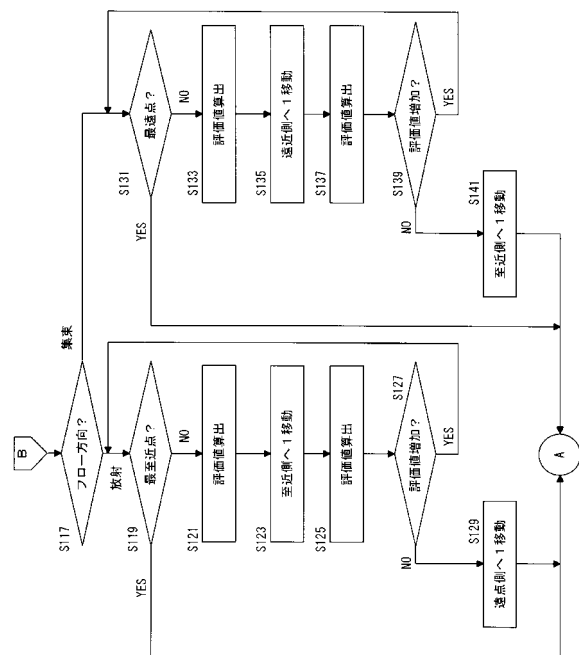 B
S117
フロー方向?
集束
放射
S119
最至近点?
YES
NO
S121
評価値算出
S123
至近側へ1移動
S125
評価値算出
S127
評価値増加?
YES
NO
S129
遠点側へ1移動
S131
最遠点?
YES
NO
S133
評価値算出
S135
遠近側へ1移動
S137
評価値算出
S139
評価値増加?
YES
NO
S141
至近側へ1移動
A